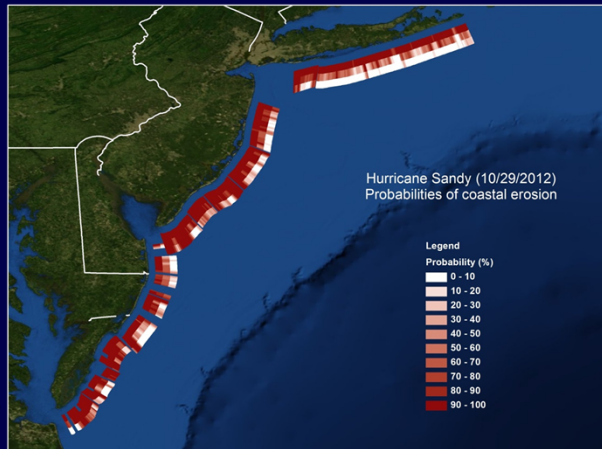 Hurricane Sandy (10/29/2012)
Probabilities of coastal erosion
Legend
Probability (%)
0 - 10
10 - 20
20 - 30
30 - 40
40 - 50
50 - 60
60 - 70
70 - 80
80 - 90
90 - 100